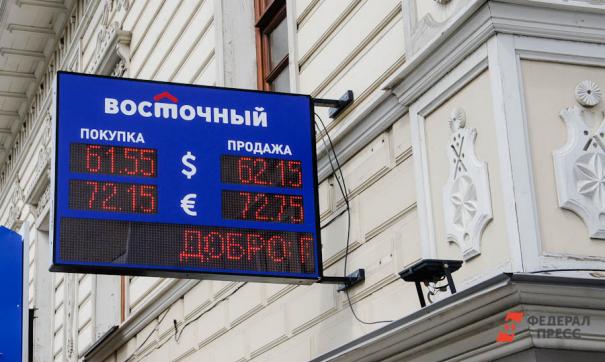 ВОСТОЧНЫЙ
ПОКУПКА ПРОДАЖА
61.55 $ 62.15
72.15 € 72.75
ДОБРО П
ФЕДЕРАЛ
ПРЕСС